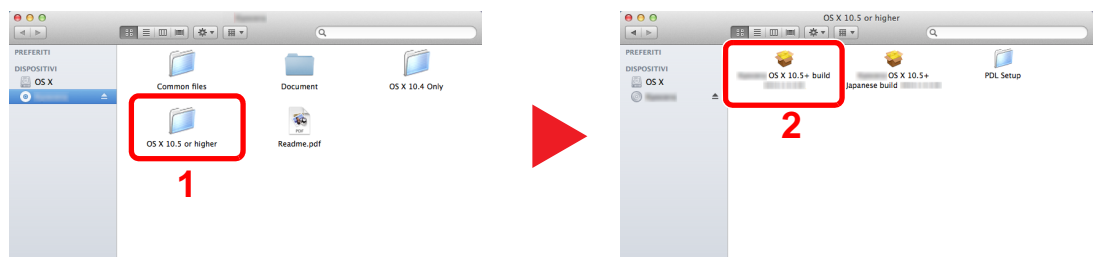 PREFERITI
DISPOSITIVI
OS X
Common files
Document
OS X 10.4 Only
OS X 10.5 or higher
PDF
Readme.pdf
1
OS X 10.5 or higher
PREFERITI
DISPOSITIVI
OS X
OS X 10.5+ build
OS X 10.5+
Japanese build
PDL Setup
2